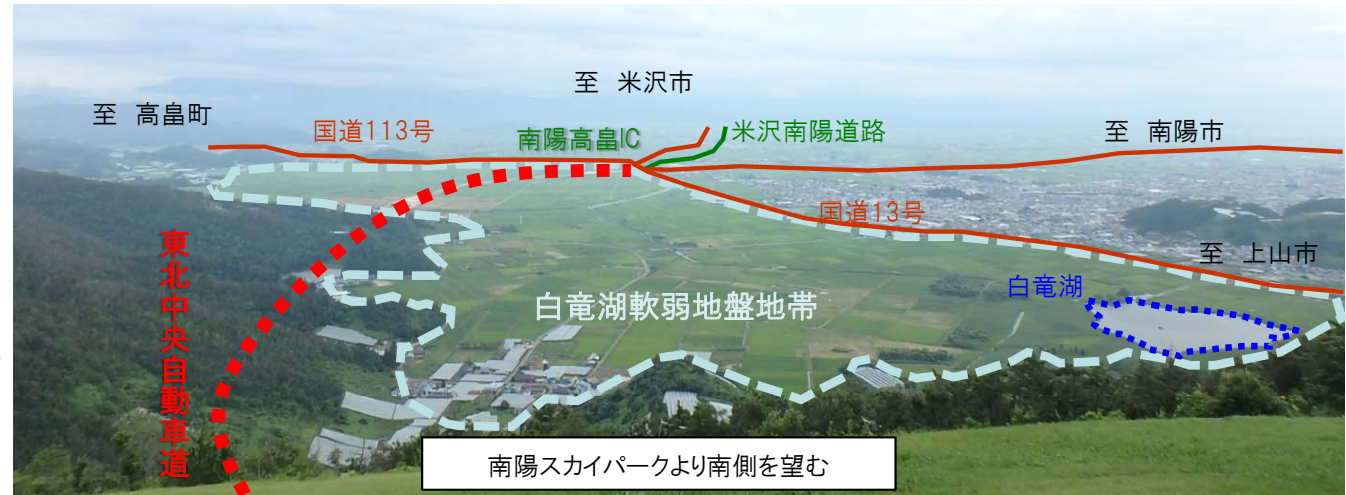 至 米沢市
至 高畠町
国道113号
南陽高畠IC
米沢南陽道路
至 南陽市
国道13号
東北中央自動車道
至 上山市
白竜湖
白竜湖軟弱地盤地帯
南陽スカイパークより南側を望む